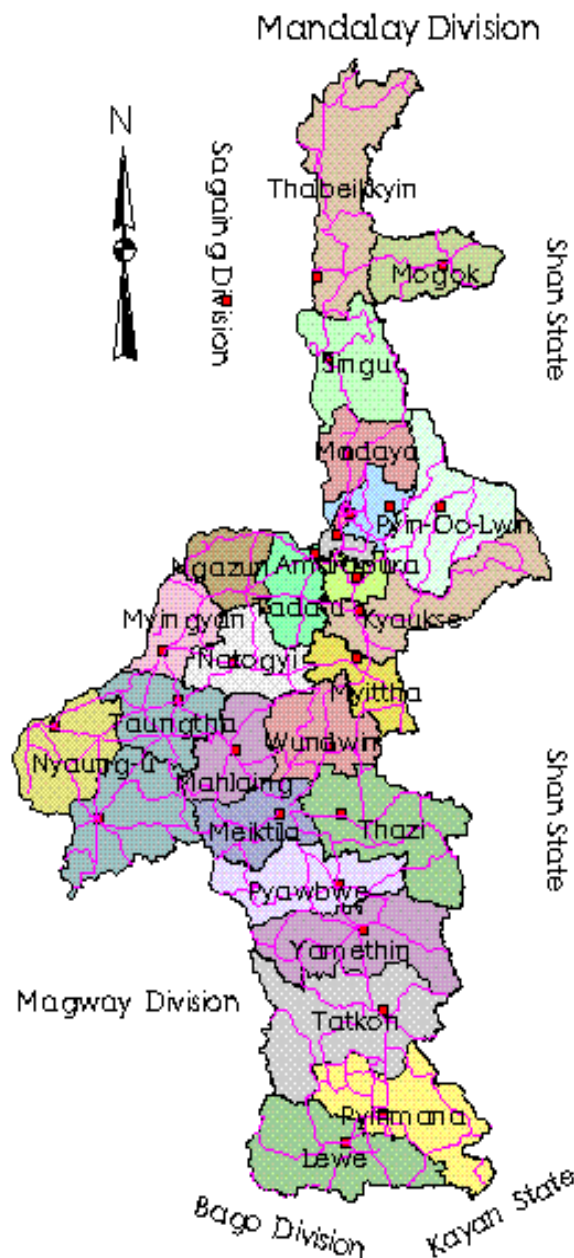 Mandalay Division
N
Sagaing Division
Thabeikkyin
Mogok
Shan State
Singu
Madaya
Pyin-Oo-Lwin
Ngazun
Amarapura
Tada-U
Kyaukse
Myingyan
Natogyi
Myittha
Taungtha
Wundwin
Nyaung-U
Mahlaing
Shan State
Meiktila
Thazi
Pyawbwe
Yamethin
Magway Division
Tatkon
Pyinmana
Lewe
Bago Division
Kayan State